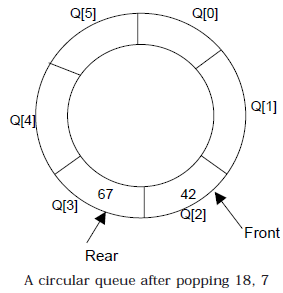 Q[5]
Q[0]
Q[4]
Q[1]
67
42
Q[3]
Q[2]
Front
Rear
A circular queue after popping 18, 7